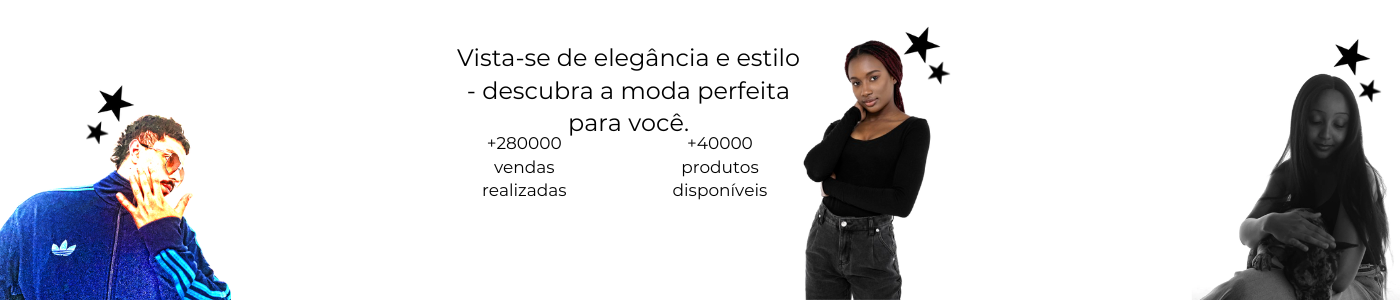 Vista-se de elegância e estilo
- descubra a moda perfeita
para você.
+280000
vendas
realizadas
+40000
produtos
disponíveis